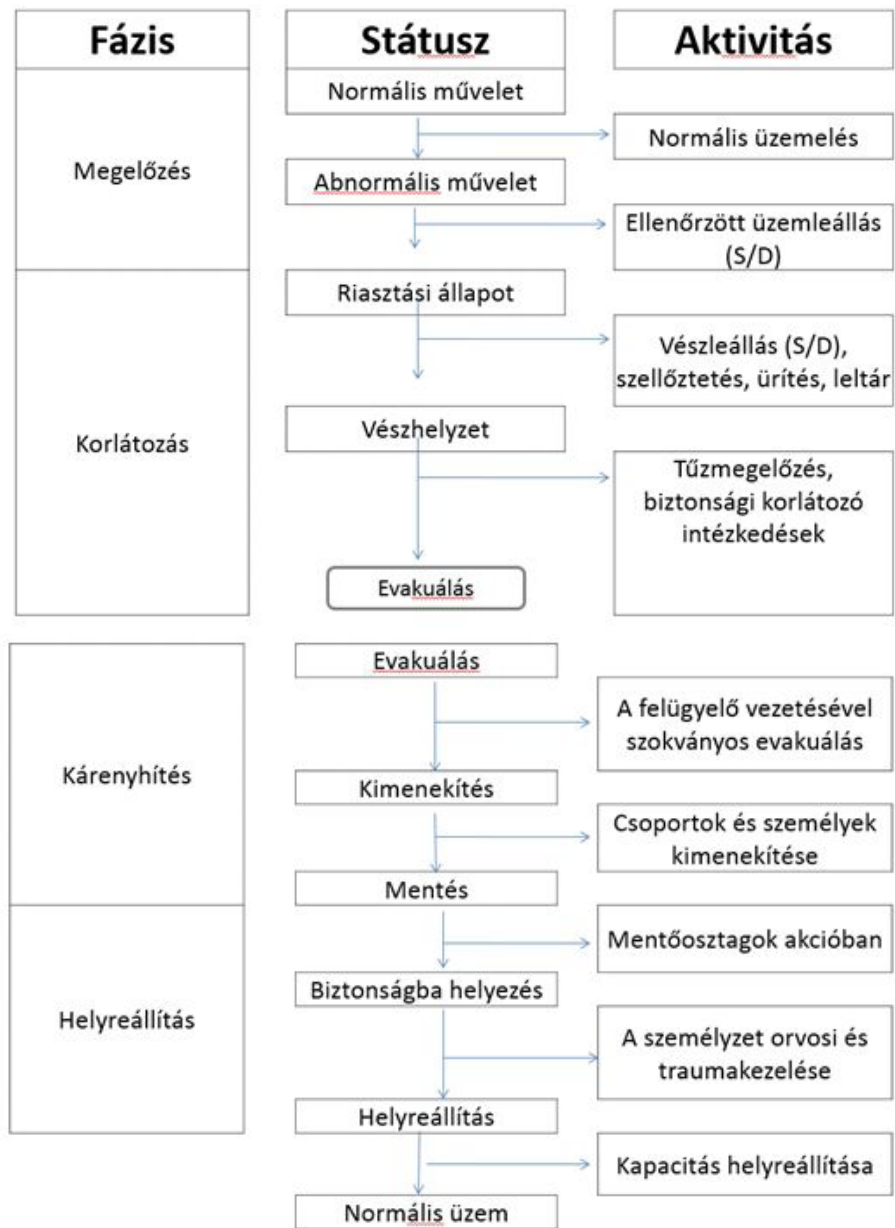 Fázis
Státusz
Aktivitás
Normális művelet
Normális üzemelés
Megelőzés
Abnormális művelet
Ellenőrzött üzemleállás
(S/D)
Riasztási állapot
Vészleállás (S/D),
szellőztetés, ürítés, leltár
Korlátozás
Vészhelyzet
Tűzmegelőzés,
biztonsági korlátozó
intézkedések
Evakuálás
Evakuálás
A felügyelő vezetésével
szokványos evakuálás
Kárenyhítés
Kimenekítés
Csoportok és személyek
kimenekítése
Mentés
Mentőosztagok akcióban
Biztonságba helyezés
Helyreállítás
A személyzet orvosi és
traumakezelése
Helyreállítás
Kapacitás helyreállítása
Normális üzem